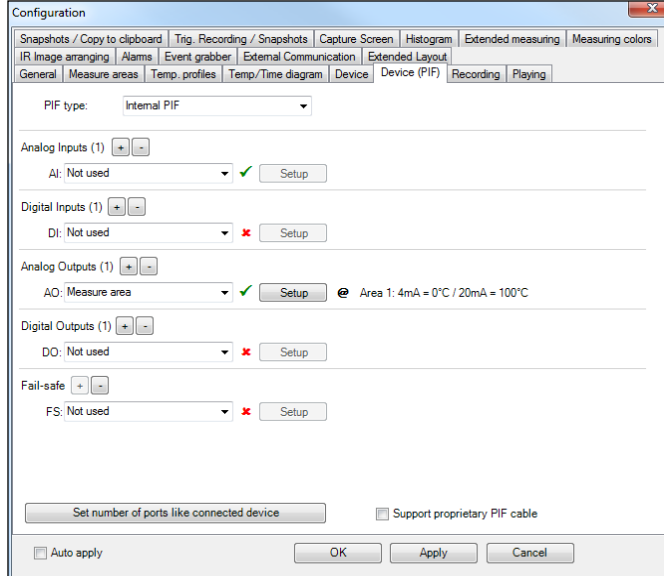 Configuration
Snapshots / Copy to clipboard Trig. Recording / Snapshots Capture Screen Histogram Extended measuring Measuring colors
IR Image arranging Alarms Event grabber External Communication Extended Layout
General Measure areas Temp. profiles Temp/Time diagram Device Device (PIF) Recording Playing
PIF type: Internal PIF
Analog Inputs (1) + -
AI: Not used Setup
Digital Inputs (1) + -
DI: Not used Setup
Analog Outputs (1) + -
AO: Measure area Setup @ Area 1: 4mA = 0°C / 20mA = 100°C
Digital Outputs (1) + -
DO: Not used Setup
Fail-safe + -
FS: Not used Setup
Set number of ports like connected device Support proprietary PIF cable
Auto apply OK Apply Cancel